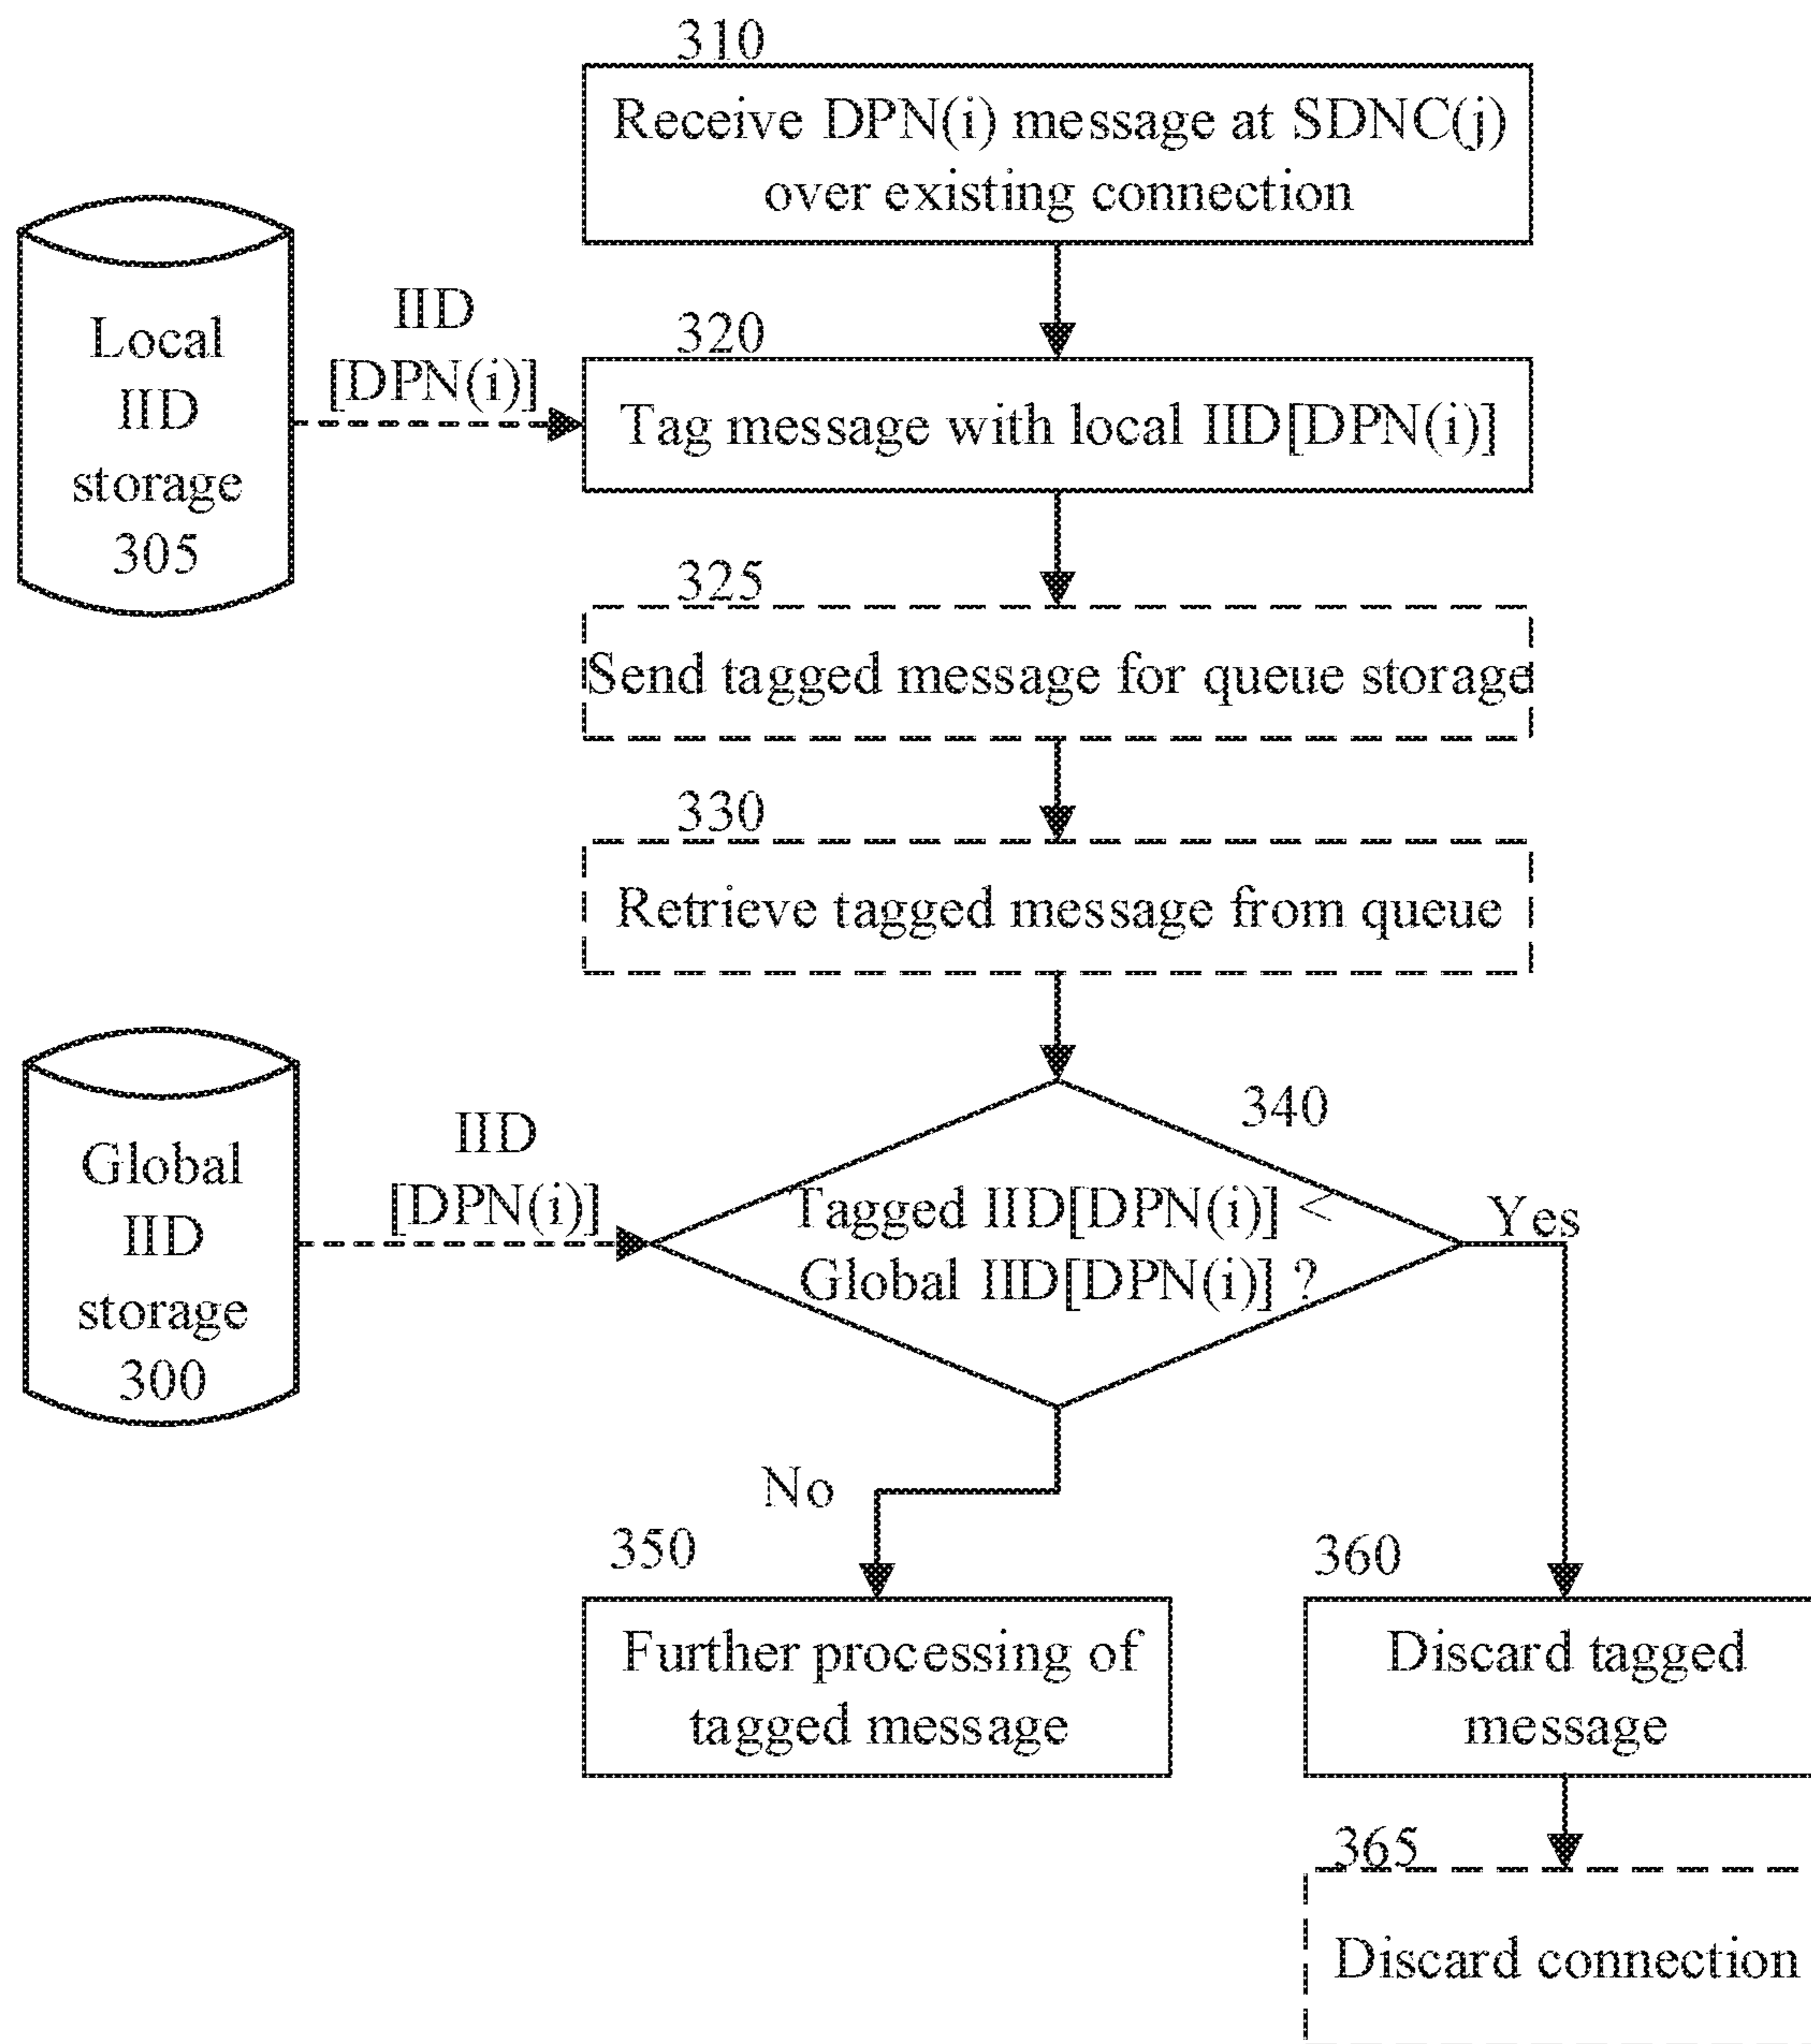 310
Receive DPN(i) message at SDNC(j)
over existing connection
Local
IID
storage
305
IID
[DPN(i)]
320
Tag message with local IID[DPN(i)]
325
Send tagged message for queue storage
330
Retrieve tagged message from queue
Global
IID
storage
300
IID
[DPN(i)]
340
Tagged IID[DPN(i)] <
Global IID[DPN(i)] ?
Yes
No
350
Further processing of
tagged message
360
Discard tagged
message
365
Discard connection